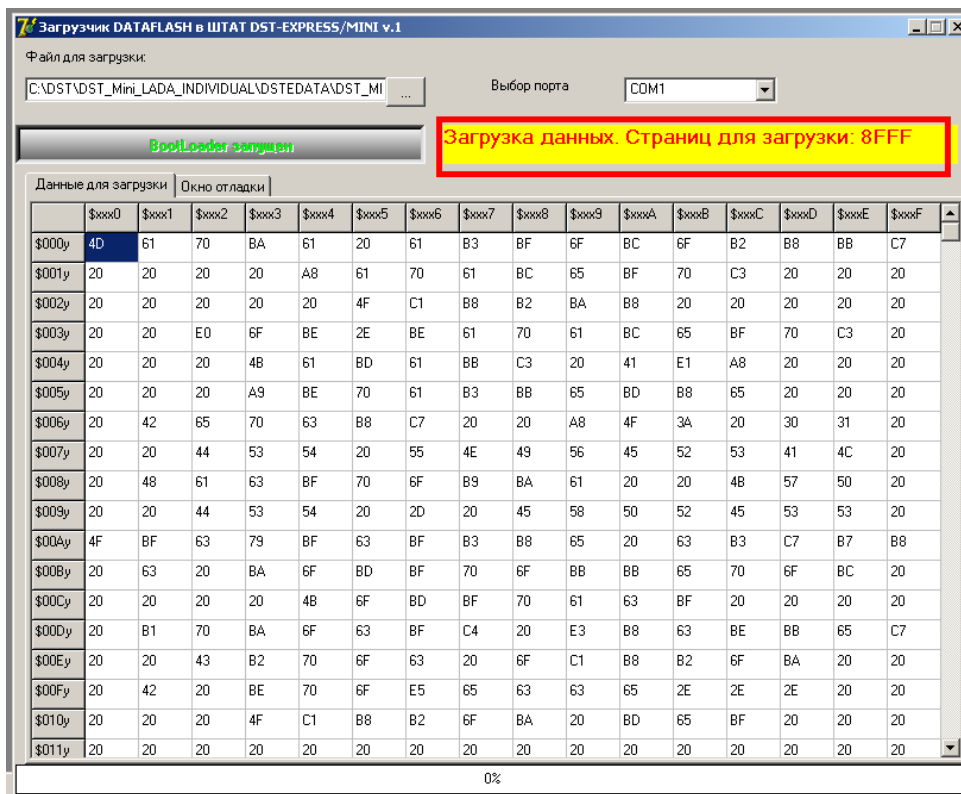 Загрузчик DATAFLASH в ШТАТ DST-EXPRESS/MINI v.1
Файл для загрузки:
C:\DST\DST_Mini_LADA_INDIVIDUAL\DSTEDATA\DST_MI ... Выбор порта COM1
BootLoader запущен
Загрузка данных. Страниц для загрузки: 8FFF
Данные для загрузки Окно отладки
$xxx0 $xxx1 $xxx2 $xxx3 $xxx4 $xxx5 $xxx6 $xxx7 $xxx8 $xxx9 $xxxA $xxxB $xxxC $xxxD $xxxE $xxxF
$000y 4D 61 70 BA 61 20 61 B3 BF 6F BC 6F B2 B8 BB C7
$001y 20 20 20 20 A8 61 70 61 BC 65 BF 70 C3 20 20 20
$002y 20 20 20 20 20 4F C1 B8 B2 BA B8 20 20 20 20 20
$003y 20 20 E0 6F BE 2E BE 61 70 61 BC 65 BF 70 C3 20
$004y 20 20 20 4B 61 BD 61 BB C3 20 41 E1 A8 20 20 20
$005y 20 20 20 A9 BE 70 61 B3 BB 65 BD B8 65 20 20 20
$006y 20 42 65 70 63 B8 C7 20 20 A8 4F 3A 20 30 31 20
$007y 20 20 44 53 54 20 55 4E 49 56 45 52 53 41 4C 20
$008y 20 48 61 63 BF 70 6F B9 BA 61 20 20 4B 57 50 20
$009y 20 20 44 53 54 20 2D 20 45 58 50 52 45 53 53 20
$00Ay 4F BF 63 79 BF 63 BF B3 B8 65 20 63 B3 C7 B7 B8
$00By 20 63 20 BA 6F BD BF 70 6F BB BB 65 70 6F BC 20
$00Cy 20 20 20 20 4B 6F BD BF 70 61 63 BF 20 20 20 20
$00Dy 20 B1 70 BA 6F 63 BF C4 20 E3 B8 63 BE BB 65 C7
$00Ey 20 20 43 B2 70 6F 63 20 6F C1 B8 B2 6F BA 20 20
$00Fy 20 42 20 BE 70 6F E5 65 63 63 65 2E 2E 2E 20 20
$010y 20 20 20 4F C1 B8 B2 6F BA 20 BD 65 BF 20 20 20
$011y 20 20 20 20 20 20 20 20 20 20 20 20 20 20 20 20
0%